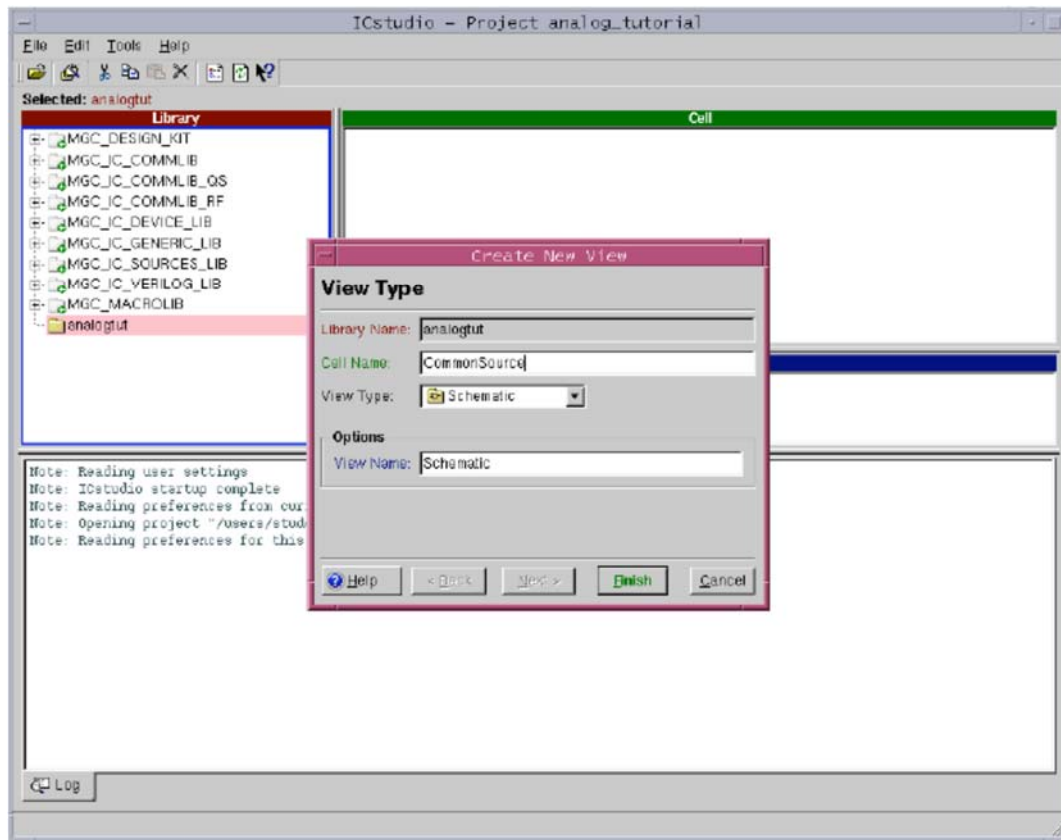 ICstudio - Project analog_tutorial
File Edit Tools Help
Selected: analogtut
Library
Cell
MGC_DESIGN_KIT
MGC_IC_COMMLIB
MGC_IC_COMMLIB_QS
MGC_IC_COMMLIB_RF
MGC_IC_DEVICE_LIB
MGC_IC_GENERIC_LIB
MGC_IC_SOURCES_LIB
MGC_IC_VERILOG_LIB
MGC_MACROLIB
analogtut
Create New View
View Type
Library Name: analogtut
Cell Name: CommonSource
View Type: Schematic
Options
View Name: Schematic
Help < Back Next > Finish Cancel
Note: Reading user settings
Note: ICstudio startup complete
Note: Reading preferences from cur
Note: Opening project "/users/stud
Note: Reading preferences for this
Log